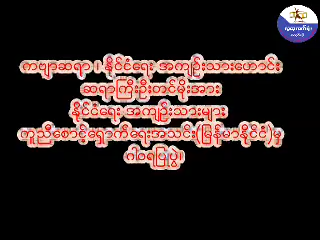 ကဗျာဆရာ ၊ နိုင်ငံရေး အကျဉ်းသားဟောင်း
ဆရာကြီးဦးတင်မိုးအား
နိုင်ငံရေး အကျဉ်းသားများ
ကူညီစောင့်ရှောက်ရေးအသင်း(မြန်မာနိုင်ငံ)မှ
ဂါဝရပြုပွဲ။